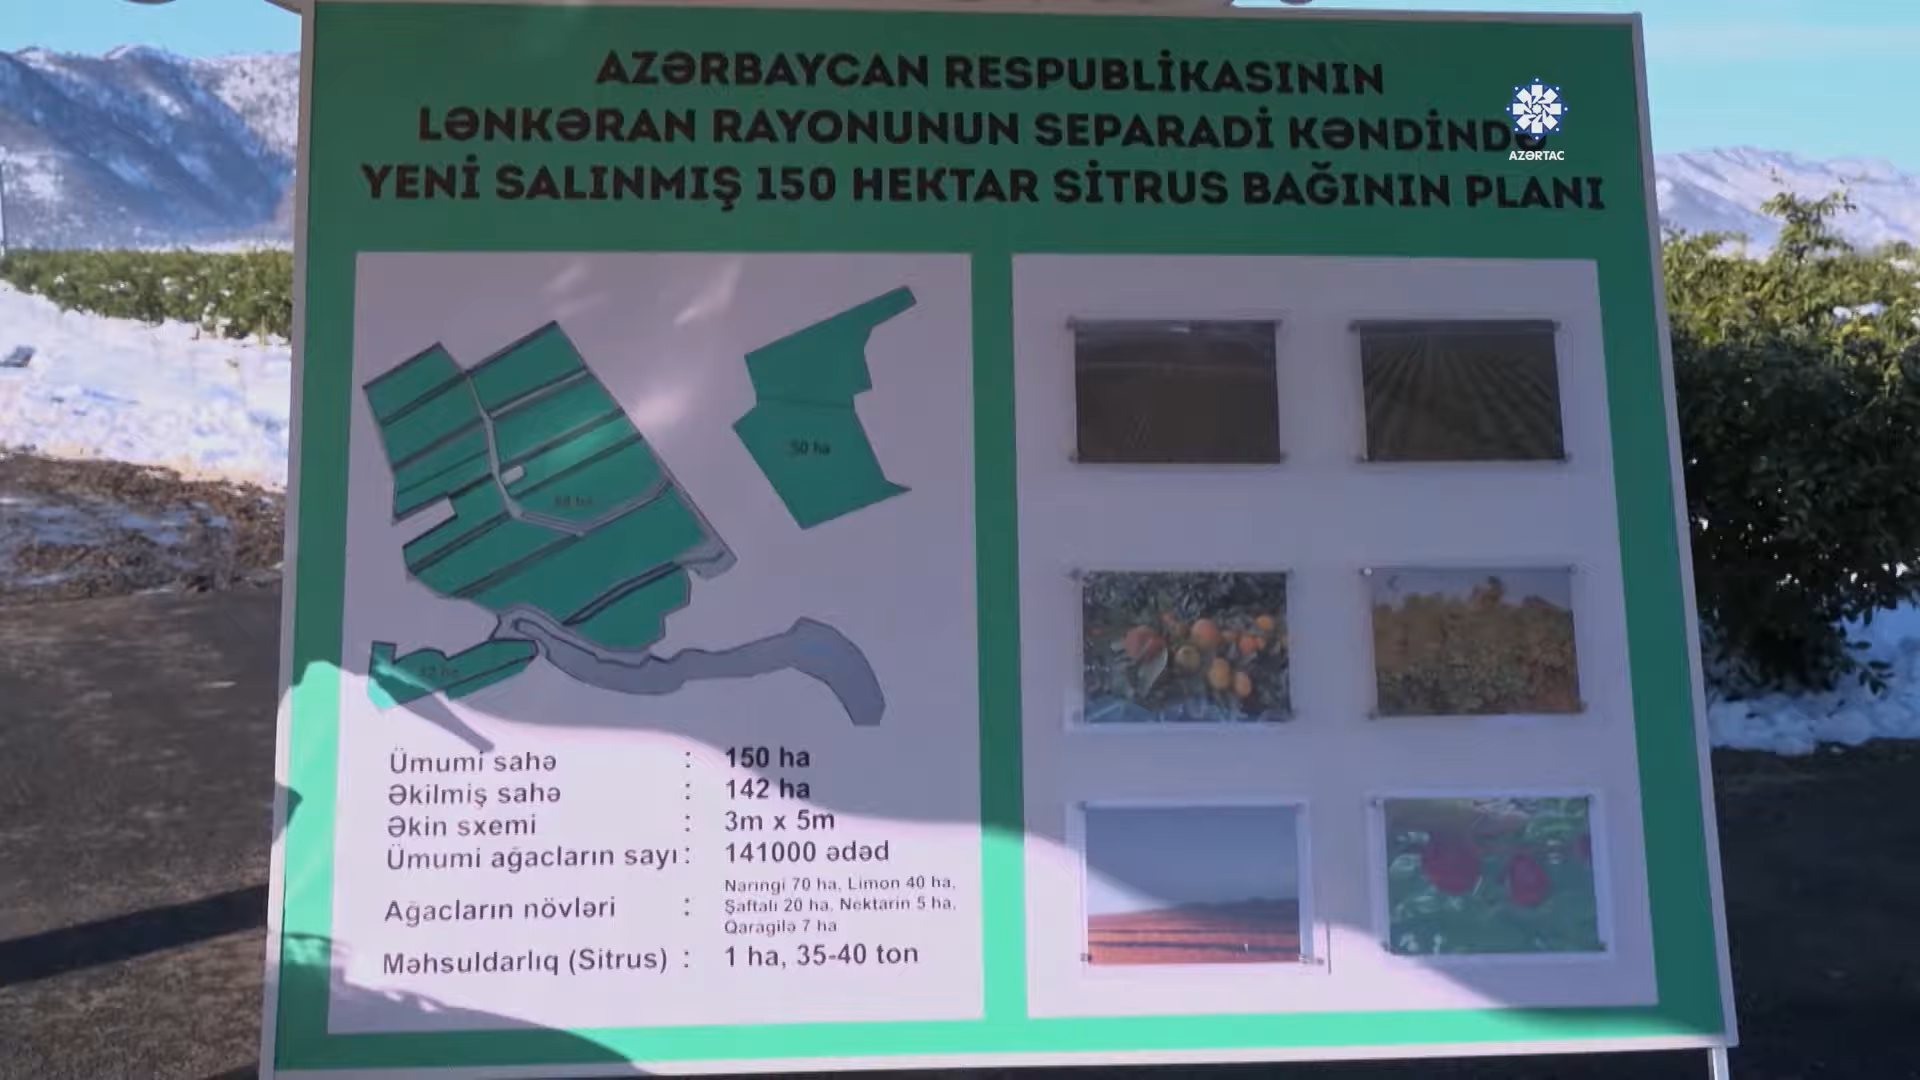 AZƏRBAYCAN RESPUBLİKASININ
LƏNKƏRAN RAYONUNUN SEPARADİ KƏNDİNDƏ
YENİ SALINMIŞ 150 HEKTAR SİTRUS BAĞININ PLANI
AZƏRTAC
50 ha
Ümumi sahə : 150 ha
Əkilmiş sahə : 142 ha
Əkin sxemi : 3m x 5m
Ümumi ağacların sayı : 141000 ədəd
Ağacların növləri : Naringi 70 ha, Limon 40 ha,
Şaftalı 20 ha, Nektarin 5 ha,
Qaragilə 7 ha
Məhsuldarlıq (Sitrus) : 1 ha, 35-40 ton